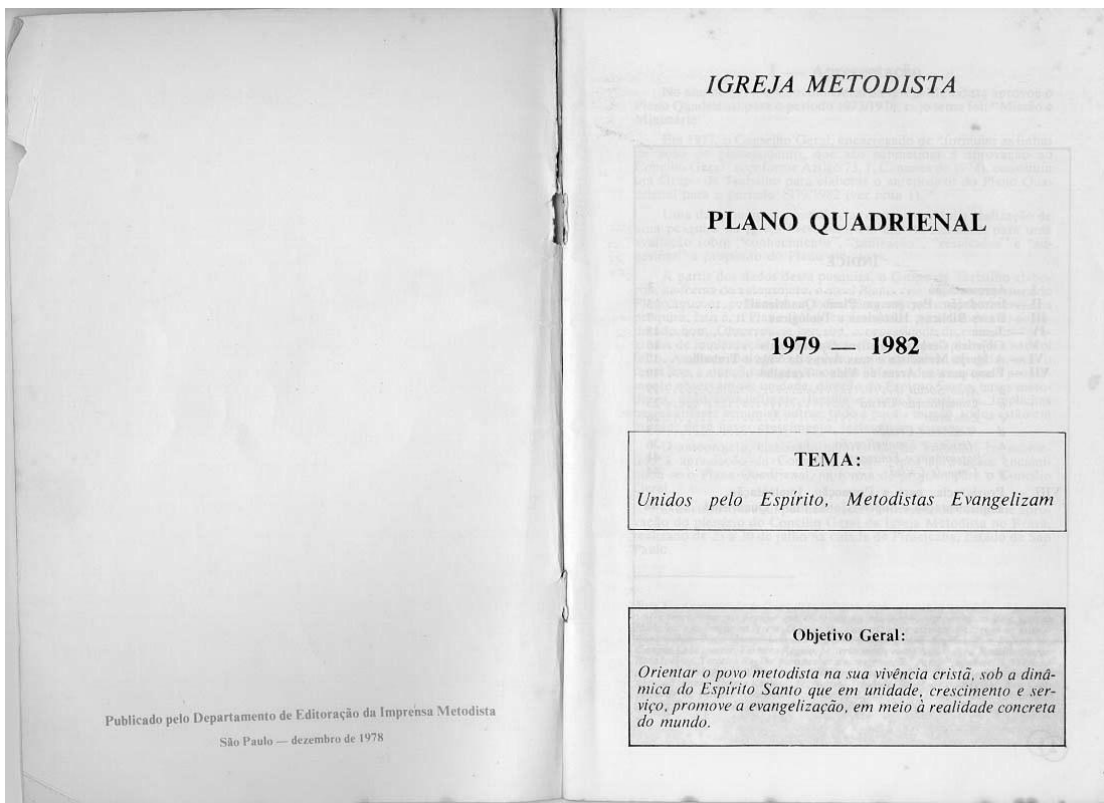 Publicado pelo Departamento de Editoração da Imprensa Metodista
São Paulo — dezembro de 1978
IGREJA METODISTA
PLANO QUADRIENAL
1979 — 1982
TEMA:
Unidos pelo Espírito, Metodistas Evangelizam
Objetivo Geral:
Orientar o povo metodista na sua vivência cristã, sob a dinâ-
mica do Espírito Santo que em unidade, crescimento e ser-
viço, promove a evangelização, em meio à realidade concreta
do mundo.